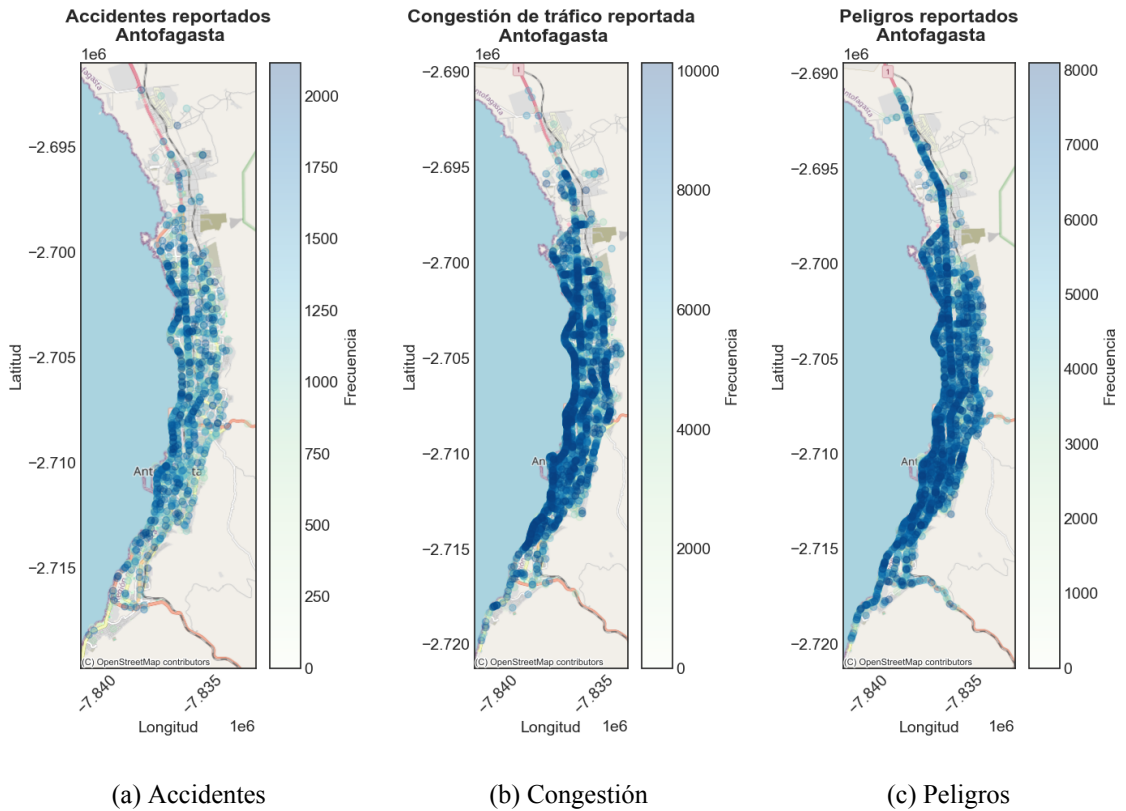 Accidentes reportados
Antofagasta
1e6
−2.695
−2.700
−2.705
−2.710
−2.715
Latitud
−7.840
−7.835
Longitud
1e6
(C) OpenStreetMap contributors
2000
1750
1500
1250
1000
750
500
250
0
Frecuencia
Congestión de tráfico reportada
Antofagasta
1e6
−2.690
−2.695
−2.700
−2.705
−2.710
−2.715
−2.720
Latitud
1
−7.840
−7.835
Longitud
1e6
(C) OpenStreetMap contributors
10000
8000
6000
4000
2000
0
Frecuencia
Peligros reportados
Antofagasta
1e6
−2.690
−2.695
−2.700
−2.705
−2.710
−2.715
−2.720
Latitud
1
−7.840
−7.835
Longitud
1e6
(C) OpenStreetMap contributors
8000
7000
6000
5000
4000
3000
2000
1000
0
Frecuencia
(a) Accidentes
(b) Congestión
(c) Peligros